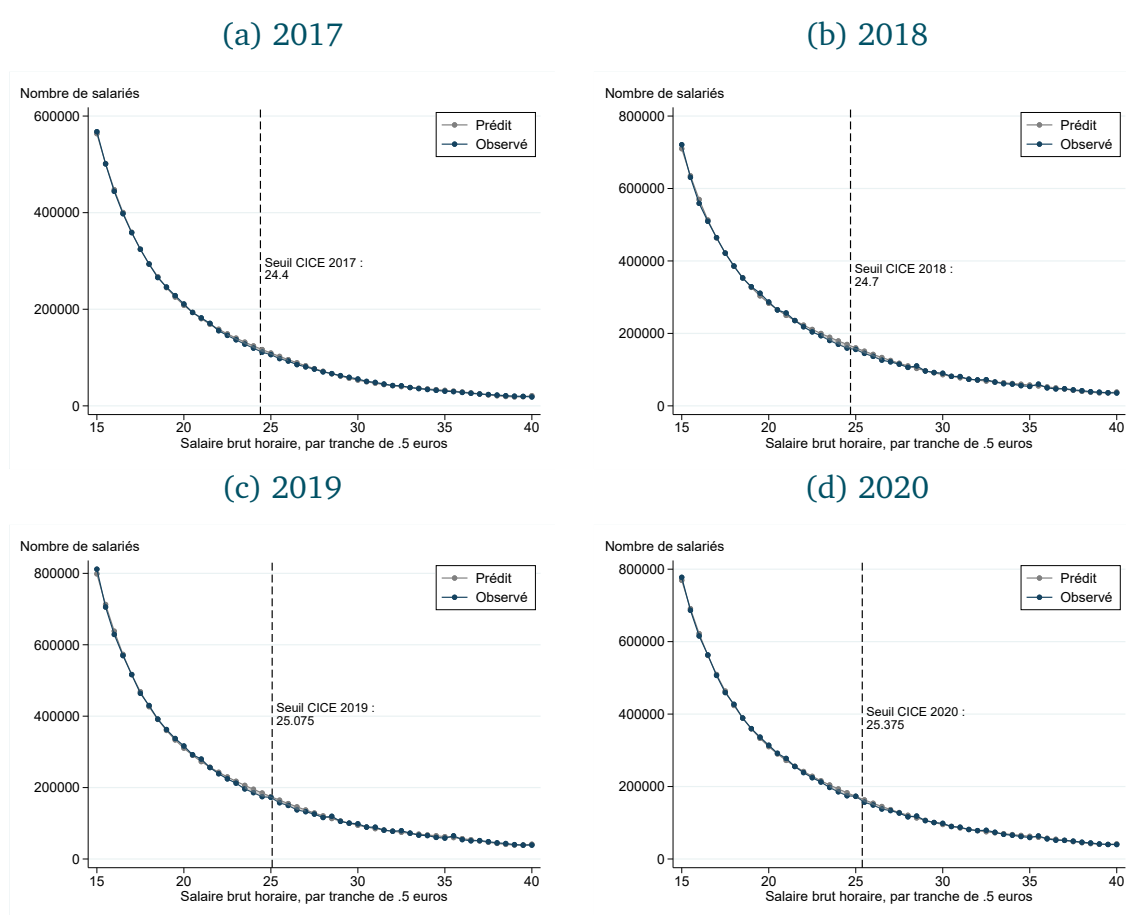 (a) 2017
Nombre de salariés
600000
400000
200000
0
Prédit
Observé
Seuil CICE 2017 :
24.4
15 20 25 30 35 40
Salaire brut horaire, par tranche de .5 euros
(b) 2018
Nombre de salariés
800000
600000
400000
200000
0
Prédit
Observé
Seuil CICE 2018 :
24.7
15 20 25 30 35 40
Salaire brut horaire, par tranche de .5 euros
(c) 2019
Nombre de salariés
800000
600000
400000
200000
0
Prédit
Observé
Seuil CICE 2019 :
25.075
15 20 25 30 35 40
Salaire brut horaire, par tranche de .5 euros
(d) 2020
Nombre de salariés
800000
600000
400000
200000
0
Prédit
Observé
Seuil CICE 2020 :
25.375
15 20 25 30 35 40
Salaire brut horaire, par tranche de .5 euros